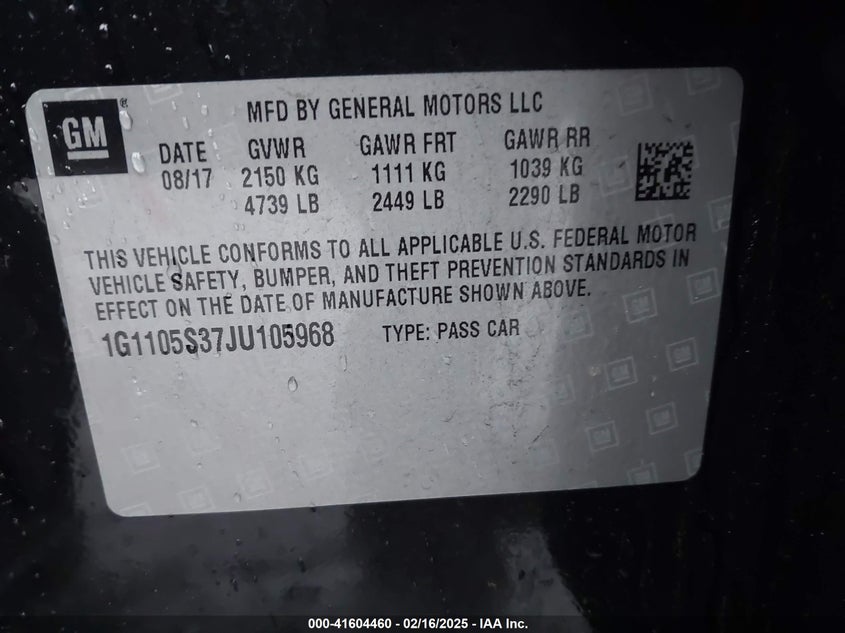 GM
MFD BY GENERAL MOTORS LLC
DATE GVWR GAWR FRT GAWR RR
08/17 2150 KG 1111 KG 1039 KG
4739 LB 2449 LB 2290 LB
THIS VEHICLE CONFORMS TO ALL APPLICABLE U.S. FEDERAL MOTOR
VEHICLE SAFETY, BUMPER, AND THEFT PREVENTION STANDARDS IN
EFFECT ON THE DATE OF MANUFACTURE SHOWN ABOVE.
1G1105S37JU105968 TYPE: PASS CAR
000-41604460 - 02/16/2025 - IAA Inc.